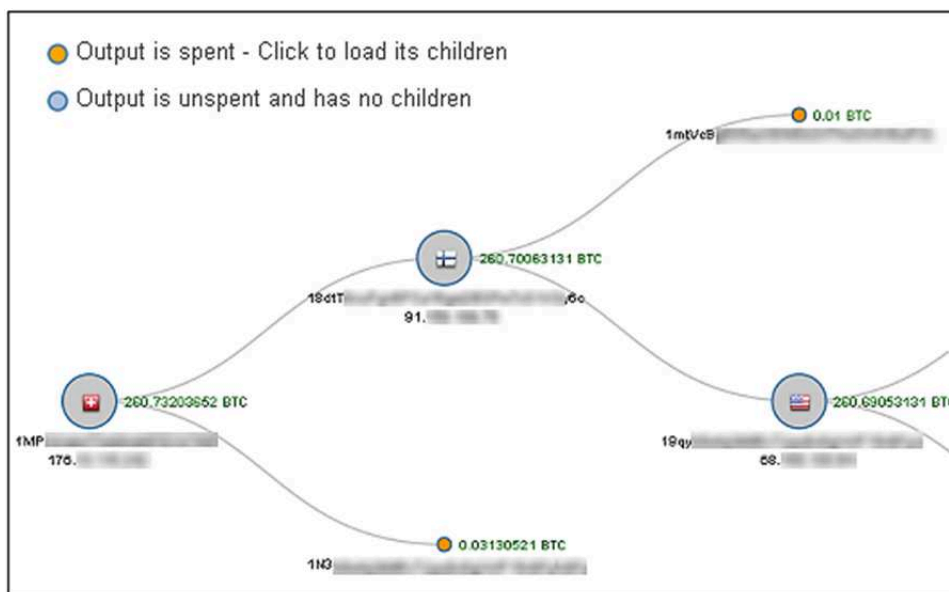 Output is spent - Click to load its children
Output is unspent and has no children
0.01 BTC
1mtVcB
260.70063131 BTC
18dtT
6c
91.
260.73203652 BTC
260.69053131 BTC
1MP
176.
19qy
68.
0.03130521 BTC
1N3